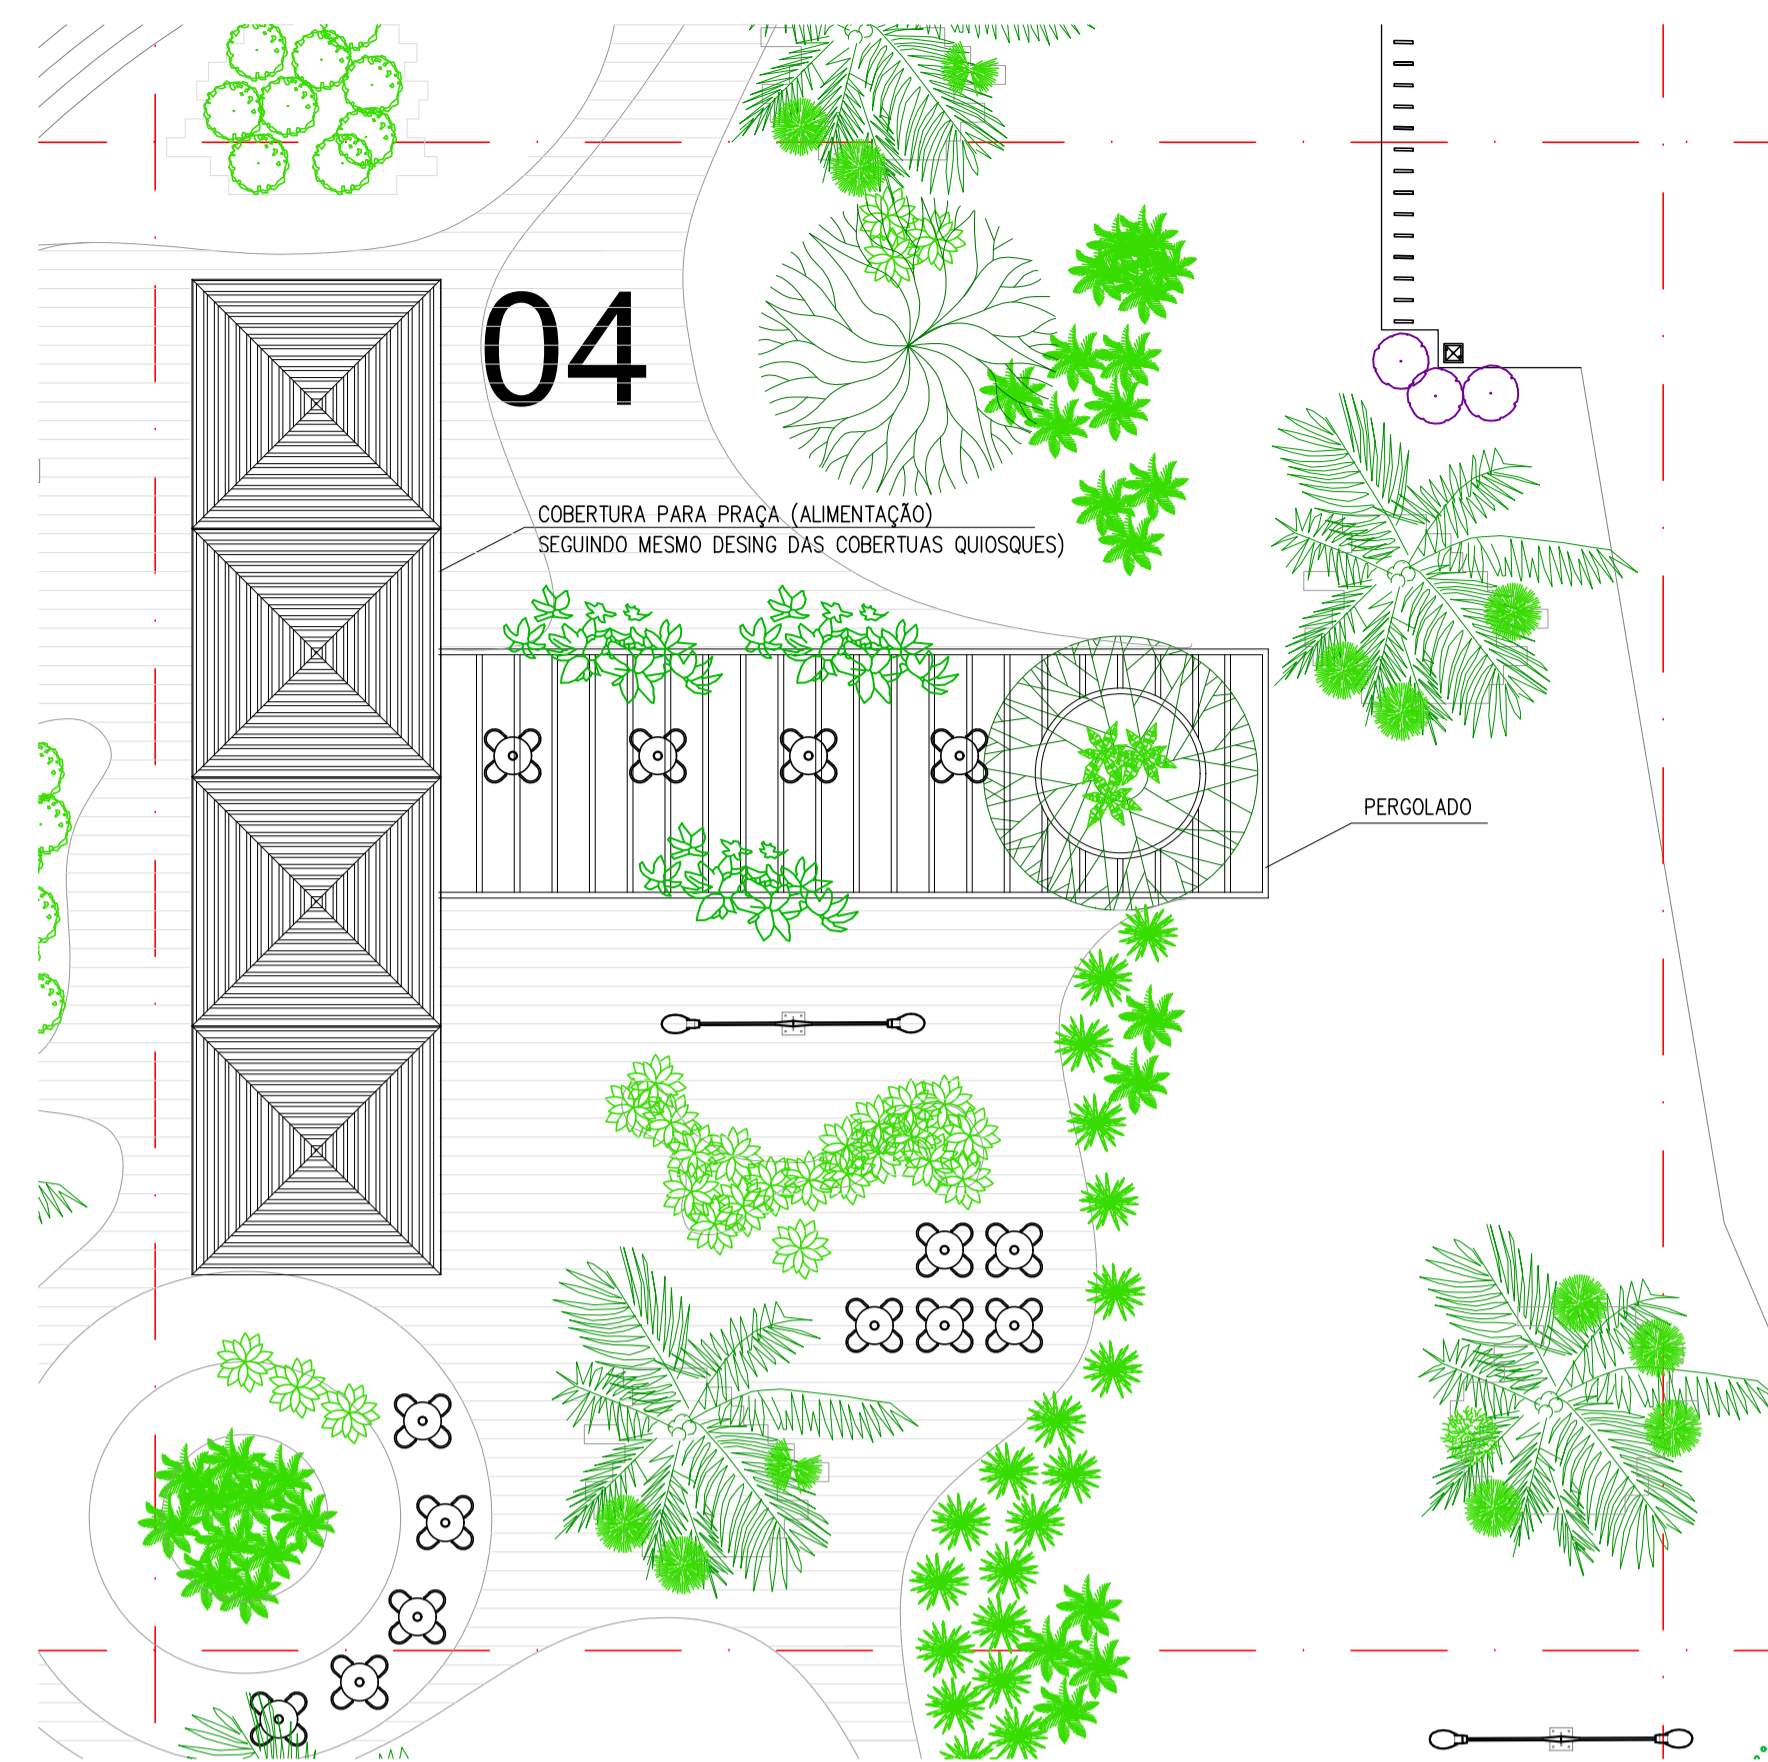 04
COBERTURA PARA PRAÇA (ALIMENTAÇÃO)
SEGUINDO MESMO DESING DAS COBERTUAS QUIOSQUES)
PERGOLADO